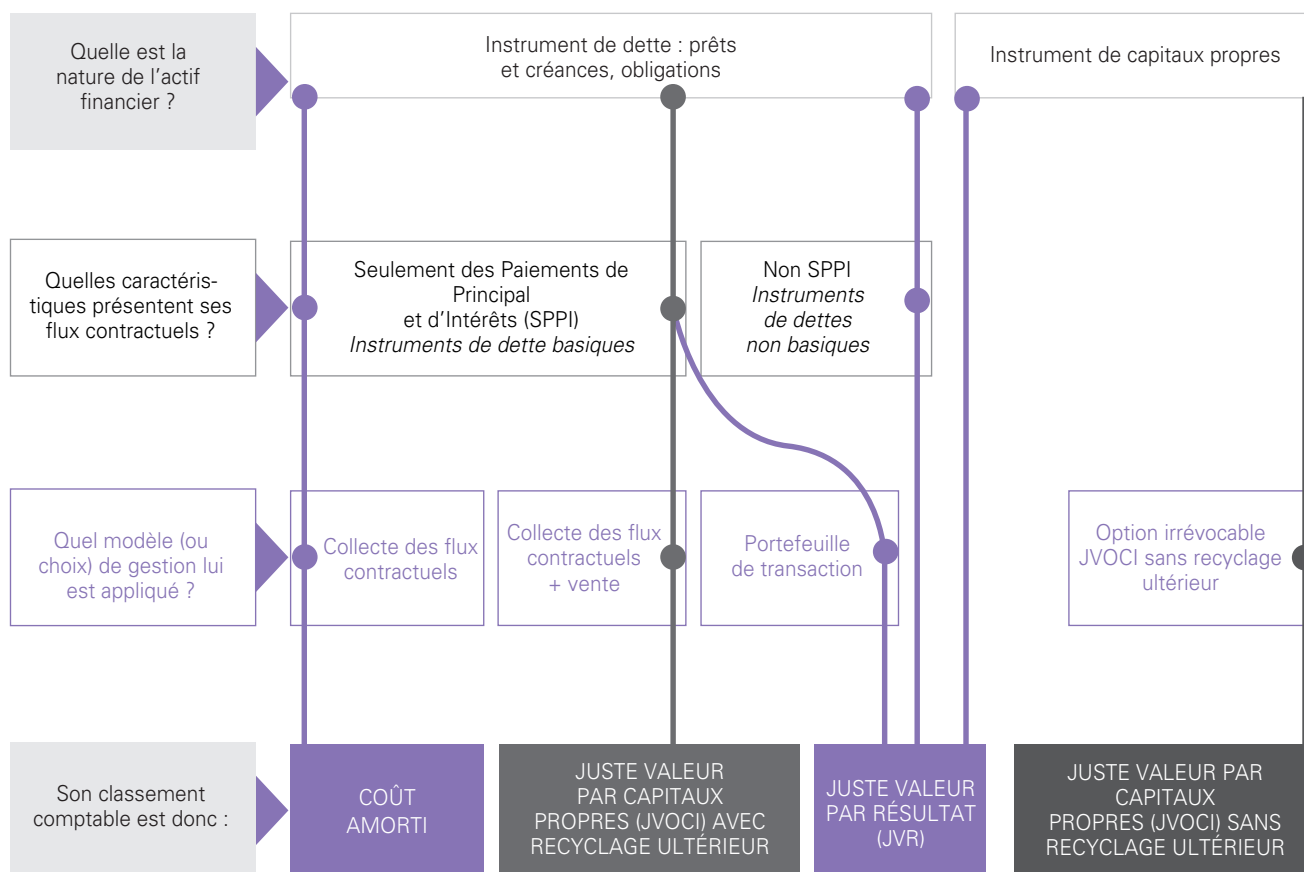 Quelle est la
nature de l'actif
financier ?
Instrument de dette : prêts
et créances, obligations
Instrument de capitaux propres
Quelles caractéris-
tiques présentent ses
flux contractuels ?
Seulement des Paiements de
Principal
et d'Intérêts (SPPI)
Instruments de dette basiques
Non SPPI
Instruments
de dettes
non basiques
Quel modèle (ou
choix) de gestion lui
est appliqué ?
Collecte des flux
contractuels
Collecte des flux
contractuels
+ vente
Portefeuille
de transaction
Option irrévocable
JVOCI sans recyclage
ultérieur
Son classement
comptable est donc :
COÛT
AMORTI
JUSTE VALEUR
PAR CAPITAUX
PROPRES (JVOCI) AVEC
RECYCLAGE ULTÉRIEUR
JUSTE VALEUR
PAR RÉSULTAT
(JVR)
JUSTE VALEUR PAR
CAPITAUX
PROPRES (JVOCI) SANS
RECYCLAGE ULTÉRIEUR